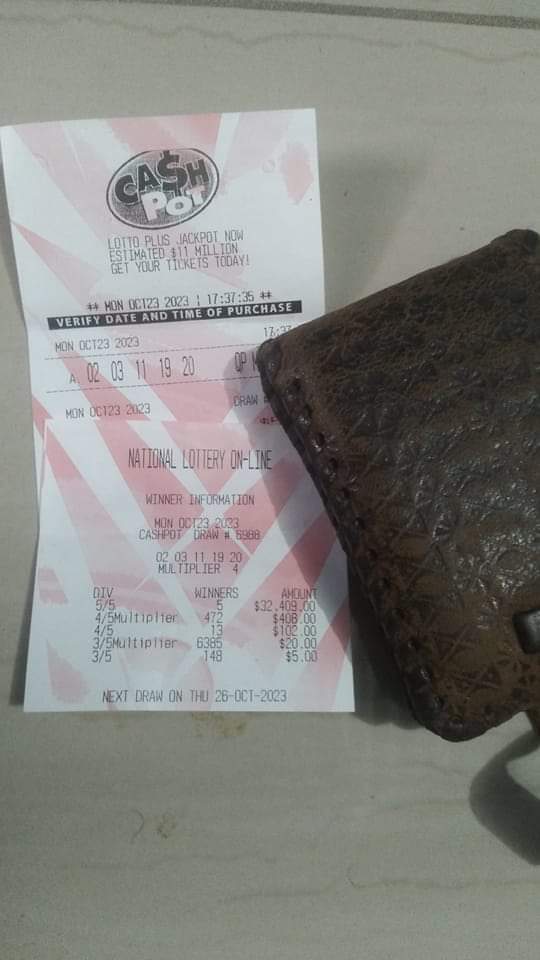 CA$H
POT
LOTTO PLUS JACKPOT NOW
ESTIMATED $11 MILLION
GET YOUR TICKETS TODAY!
++ MON OCT23 2023 | 17:37:35 ++
VERIFY DATE AND TIME OF PURCHASE
MON OCT23 2023 17:37
A. 02 03 11 19 20 QP
MON OCT23 2023 DRAW #
NATIONAL LOTTERY ON-LINE
WINNER INFORMATION
MON OCT23 2023
CASHPOT DRAW # 6988
02 03 11 19 20
MULTIPLIER 4
DIV WINNERS AMOUNT
5/5 5 $32,409.00
4/5Multiplier 472 $408.00
4/5 13 $102.00
3/5Multiplier 6385 $20.00
3/5 148 $5.00
NEXT DRAW ON THU 26-OCT-2023